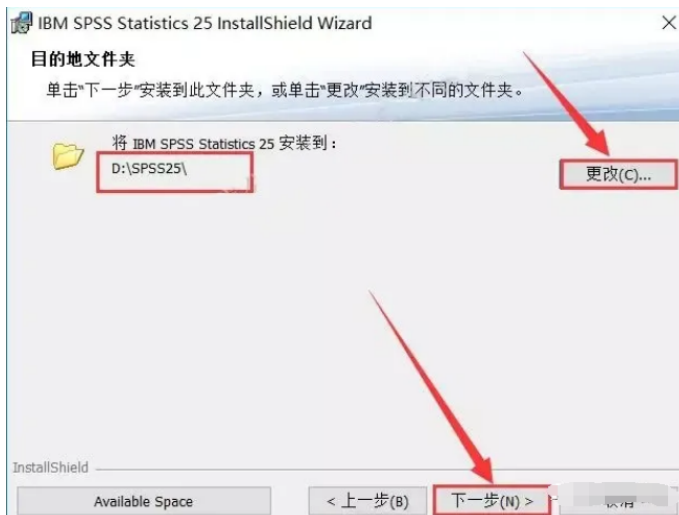 IBM SPSS Statistics 25 InstallShield Wizard
目的地文件夹
单击“下一步”安装到此文件夹，或单击“更改”安装到不同的文件夹。
将 IBM SPSS Statistics 25 安装到：
D:\SPSS25\
更改(C)...
InstallShield
Available Space
< 上一步(B)
下一步(N) >